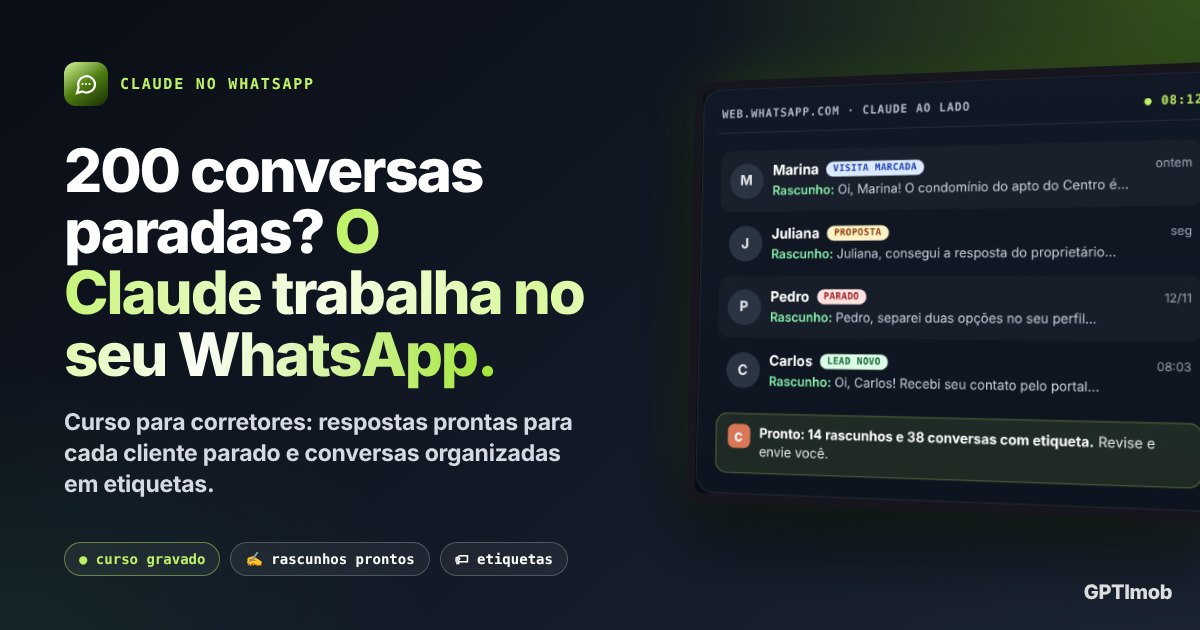 CLAUDE NO WHATSAPP
200 conversas
paradas? O
Claude trabalha no
seu WhatsApp.
Curso para corretores: respostas prontas para
cada cliente parado e conversas organizadas
em etiquetas.
● curso gravado
✍️ rascunhos prontos
🏷 etiquetas
WEB.WHATSAPP.COM · CLAUDE AO LADO
● 08:12
M
Marina VISITA MARCADA
ontem
Rascunho: Oi, Marina! O condomínio do apto do Centro é...
J
Juliana PROPOSTA
seg
Rascunho: Juliana, consegui a resposta do proprietário...
P
Pedro PARADO
12/11
Rascunho: Pedro, separei duas opções no seu perfil...
C
Carlos LEAD NOVO
08:03
Rascunho: Oi, Carlos! Recebi seu contato pelo portal...
C
Pronto: 14 rascunhos e 38 conversas com etiqueta. Revise e
envie você.
GPTImob